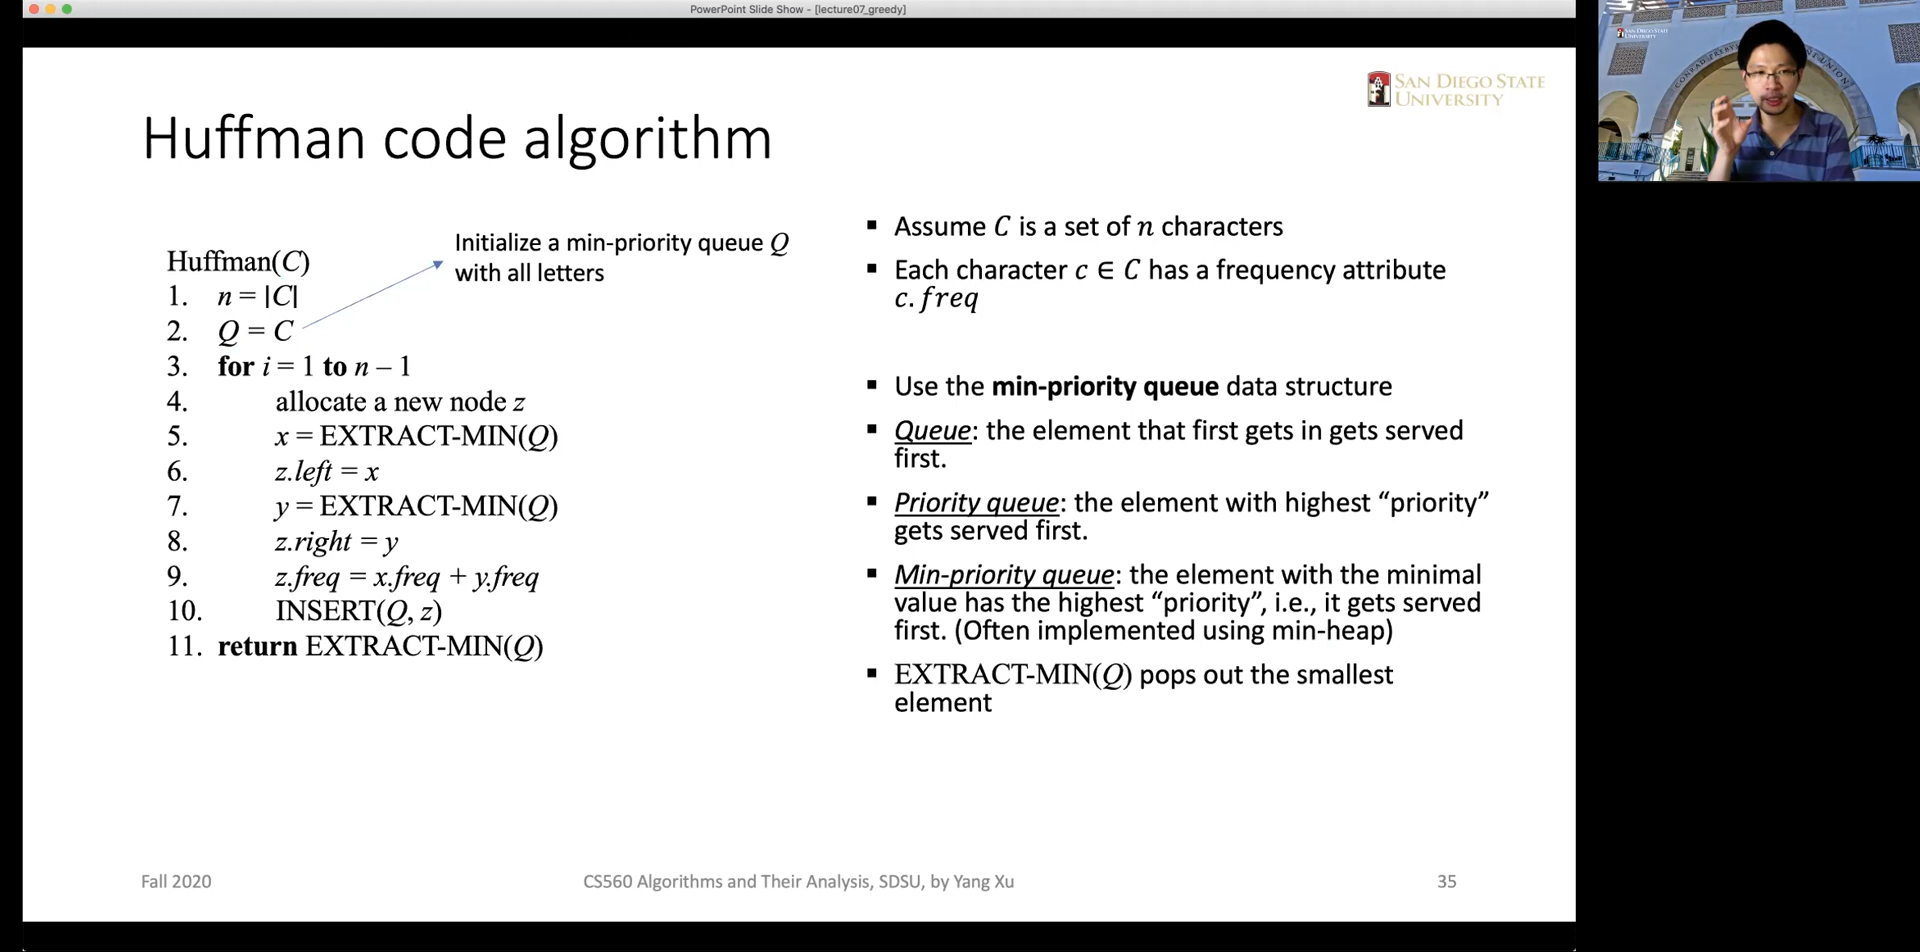 PowerPoint Slide Show - [lecture07_greedy]
SAN DIEGO STATE
UNIVERSITY
SAN DIEGO STATE
UNIVERSITY
Huffman code algorithm
Initialize a min-priority queue Q
with all letters
Huffman(C)
1. n = |C|
2. Q = C
3. for i = 1 to n – 1
4. allocate a new node z
5. x = EXTRACT-MIN(Q)
6. z.left = x
7. y = EXTRACT-MIN(Q)
8. z.right = y
9. z.freq = x.freq + y.freq
10. INSERT(Q, z)
11. return EXTRACT-MIN(Q)
▪ Assume C is a set of n characters
▪ Each character c ∈ C has a frequency attribute
c. freq
▪ Use the min-priority queue data structure
▪ Queue: the element that first gets in gets served
first.
▪ Priority queue: the element with highest “priority”
gets served first.
▪ Min-priority queue: the element with the minimal
value has the highest “priority”, i.e., it gets served
first. (Often implemented using min-heap)
▪ EXTRACT-MIN(Q) pops out the smallest
element
Fall 2020
CS560 Algorithms and Their Analysis, SDSU, by Yang Xu
35